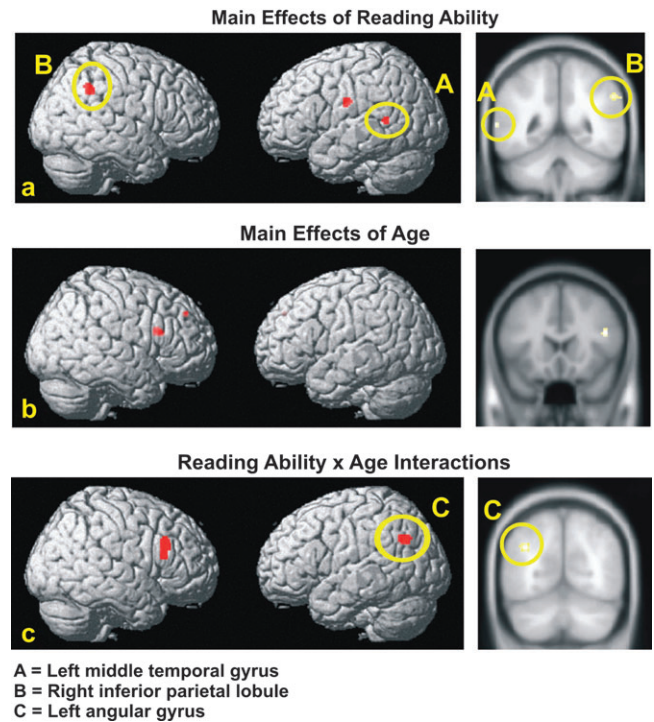 Main Effects of Reading Ability
B
A
A
B
a
Main Effects of Age
b
Reading Ability x Age Interactions
C
C
c
A = Left middle temporal gyrus
B = Right inferior parietal lobule
C = Left angular gyrus